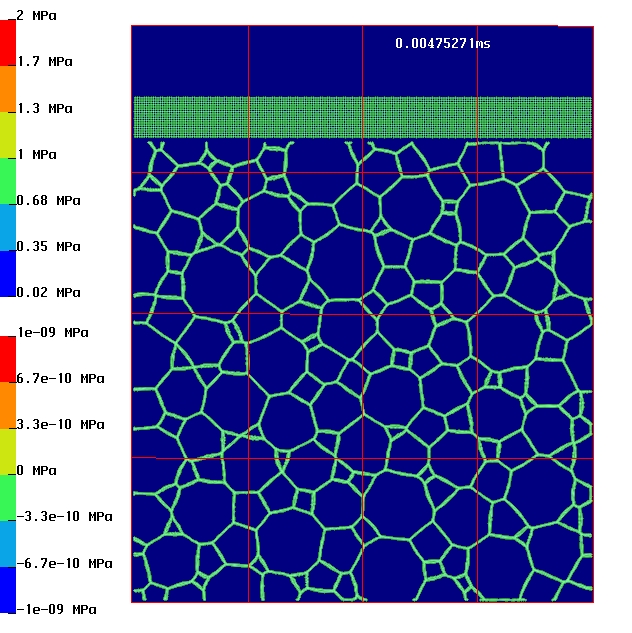 2 MPa
1.7 MPa
1.3 MPa
1 MPa
0.68 MPa
0.35 MPa
0.02 MPa
1e-09 MPa
6.7e-10 MPa
3.3e-10 MPa
0 MPa
-3.3e-10 MPa
-6.7e-10 MPa
-1e-09 MPa
0.00475271ms